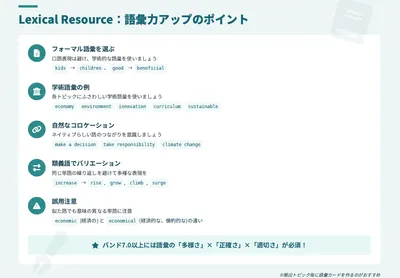 Lexical Resource：語彙力アップのポイント
フォーマル語彙を選ぶ
口語表現は避け、学術的な語彙を使いましょう
kids → children , good → beneficial
学術語彙の例
各トピックにふさわしい学術語彙を使いましょう
economy environment innovation curriculum sustainable
自然なコロケーション
ネイティブらしい語のつながりを意識しましょう
make a decision take responsibility climate change
類義語でバリエーション
同じ単語の繰り返しを避けて多様な表現を
increase → rise , grow , climb , surge
誤用注意
似た語でも意味の異なる単語に注意
economic (経済の) と economical (経済的な、倹約的な) の違い
★ バンド7.0以上には語彙の「多様さ」×「正確さ」×「適切さ」が必須！
※頻出トピック毎に語彙カードを作るのがおすすめ